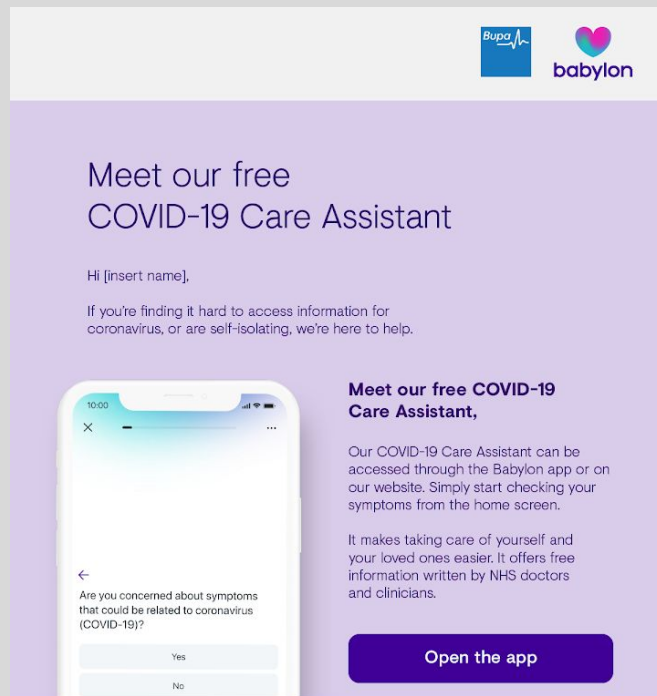 Bupa
babylon
Meet our free
COVID-19 Care Assistant
Hi [insert name],
If you're finding it hard to access information for
coronavirus, or are self-isolating, we're here to help.
10:00
Are you concerned about symptoms
that could be related to coronavirus
(COVID-19)?
Yes
No
Meet our free COVID-19
Care Assistant,
Our COVID-19 Care Assistant can be
accessed through the Babylon app or on
our website. Simply start checking your
symptoms from the home screen.
It makes taking care of yourself and
your loved ones easier. It offers free
information written by NHS doctors
and clinicians.
Open the app